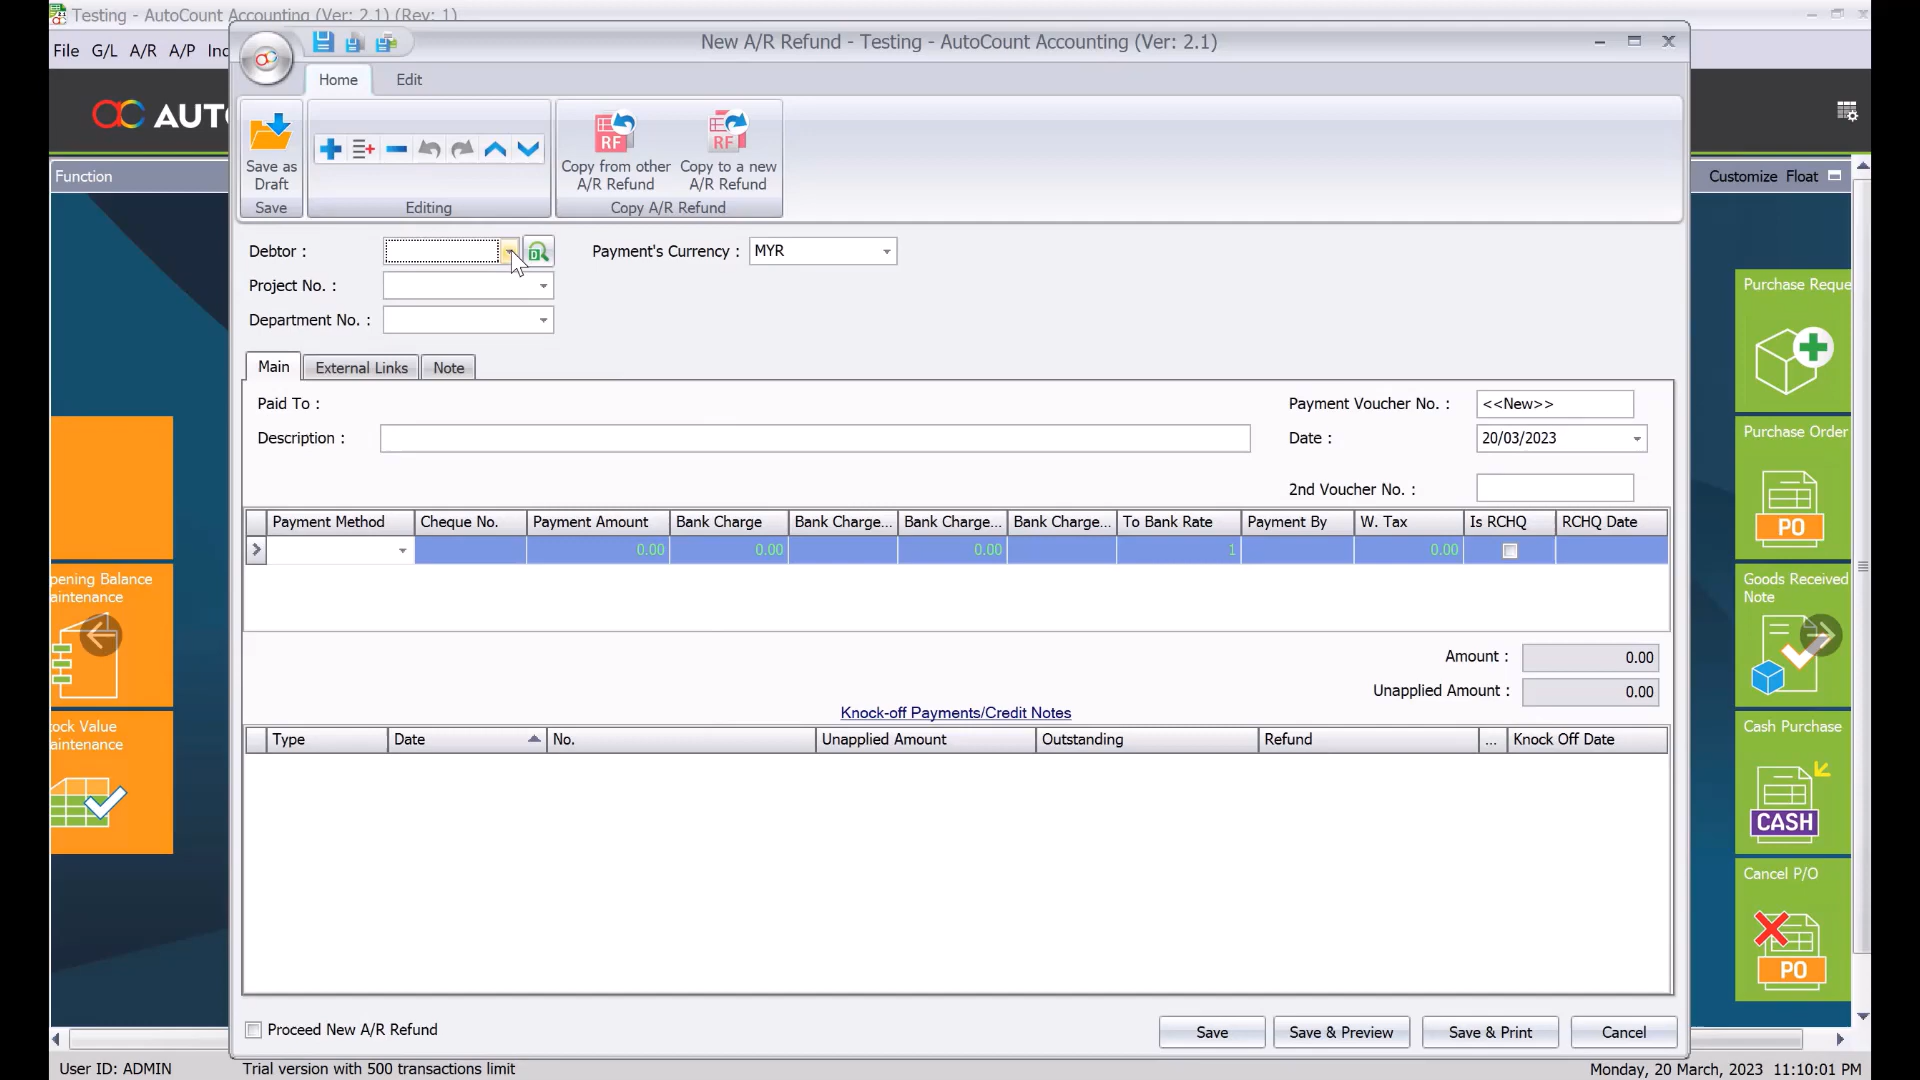 Testing - AutoCount Accounting (Ver: 2.1) (Rev: 1)
File G/L A/R A/P
New A/R Refund - Testing - AutoCount Accounting (Ver: 2.1)
Home Edit
AUTO
Save as Draft
Copy from other A/R Refund
Copy to a new A/R Refund
RF RF
Save Editing Copy A/R Refund
Function
Customize Float
Debtor :
Payment's Currency : MYR
Project No. :
Department No. :
Main External Links Note
Paid To :
Payment Voucher No. : <<New>>
Description :
Date : 20/03/2023
2nd Voucher No. :
Payment Method Cheque No. Payment Amount Bank Charge Bank Charge... Bank Charge... Bank Charge... To Bank Rate Payment By W. Tax Is RCHQ RCHQ Date
0.00 0.00 0.00 1 0.00
Amount : 0.00
Unapplied Amount : 0.00
Knock-off Payments/Credit Notes
Type Date No. Unapplied Amount Outstanding Refund ... Knock Off Date
Proceed New A/R Refund
Save Save & Preview Save & Print Cancel
pening Balance
aintenance
ock Value
aintenance
Purchase Reque
Purchase Order
PO
Goods Received
Note
Cash Purchase
CASH
Cancel P/O
PO
User ID: ADMIN
Trial version with 500 transactions limit
Monday, 20 March, 2023 11:10:01 PM